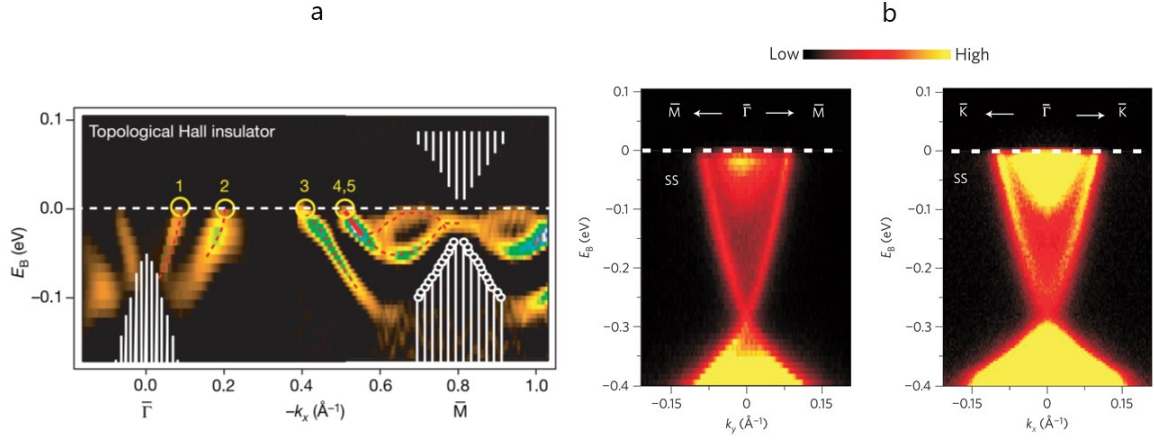 a
b
Low High
0.1
0.0
−0.1
E_B (eV)
Topological Hall insulator
1 2 3 4,5
0.0 0.2 0.4 0.6 0.8 1.0
Γ̄ −k_x (Å⁻¹) M̄
0.1
0
−0.1
−0.2
−0.3
−0.4
E_B (eV)
M̄ ← Γ̄ → M̄
SS
−0.15 0 0.15
k_y (Å⁻¹)
0.1
0
−0.1
−0.2
−0.3
−0.4
E_B (eV)
K̄ ← Γ̄ → K̄
SS
−0.15 0 0.15
k_x (Å⁻¹)